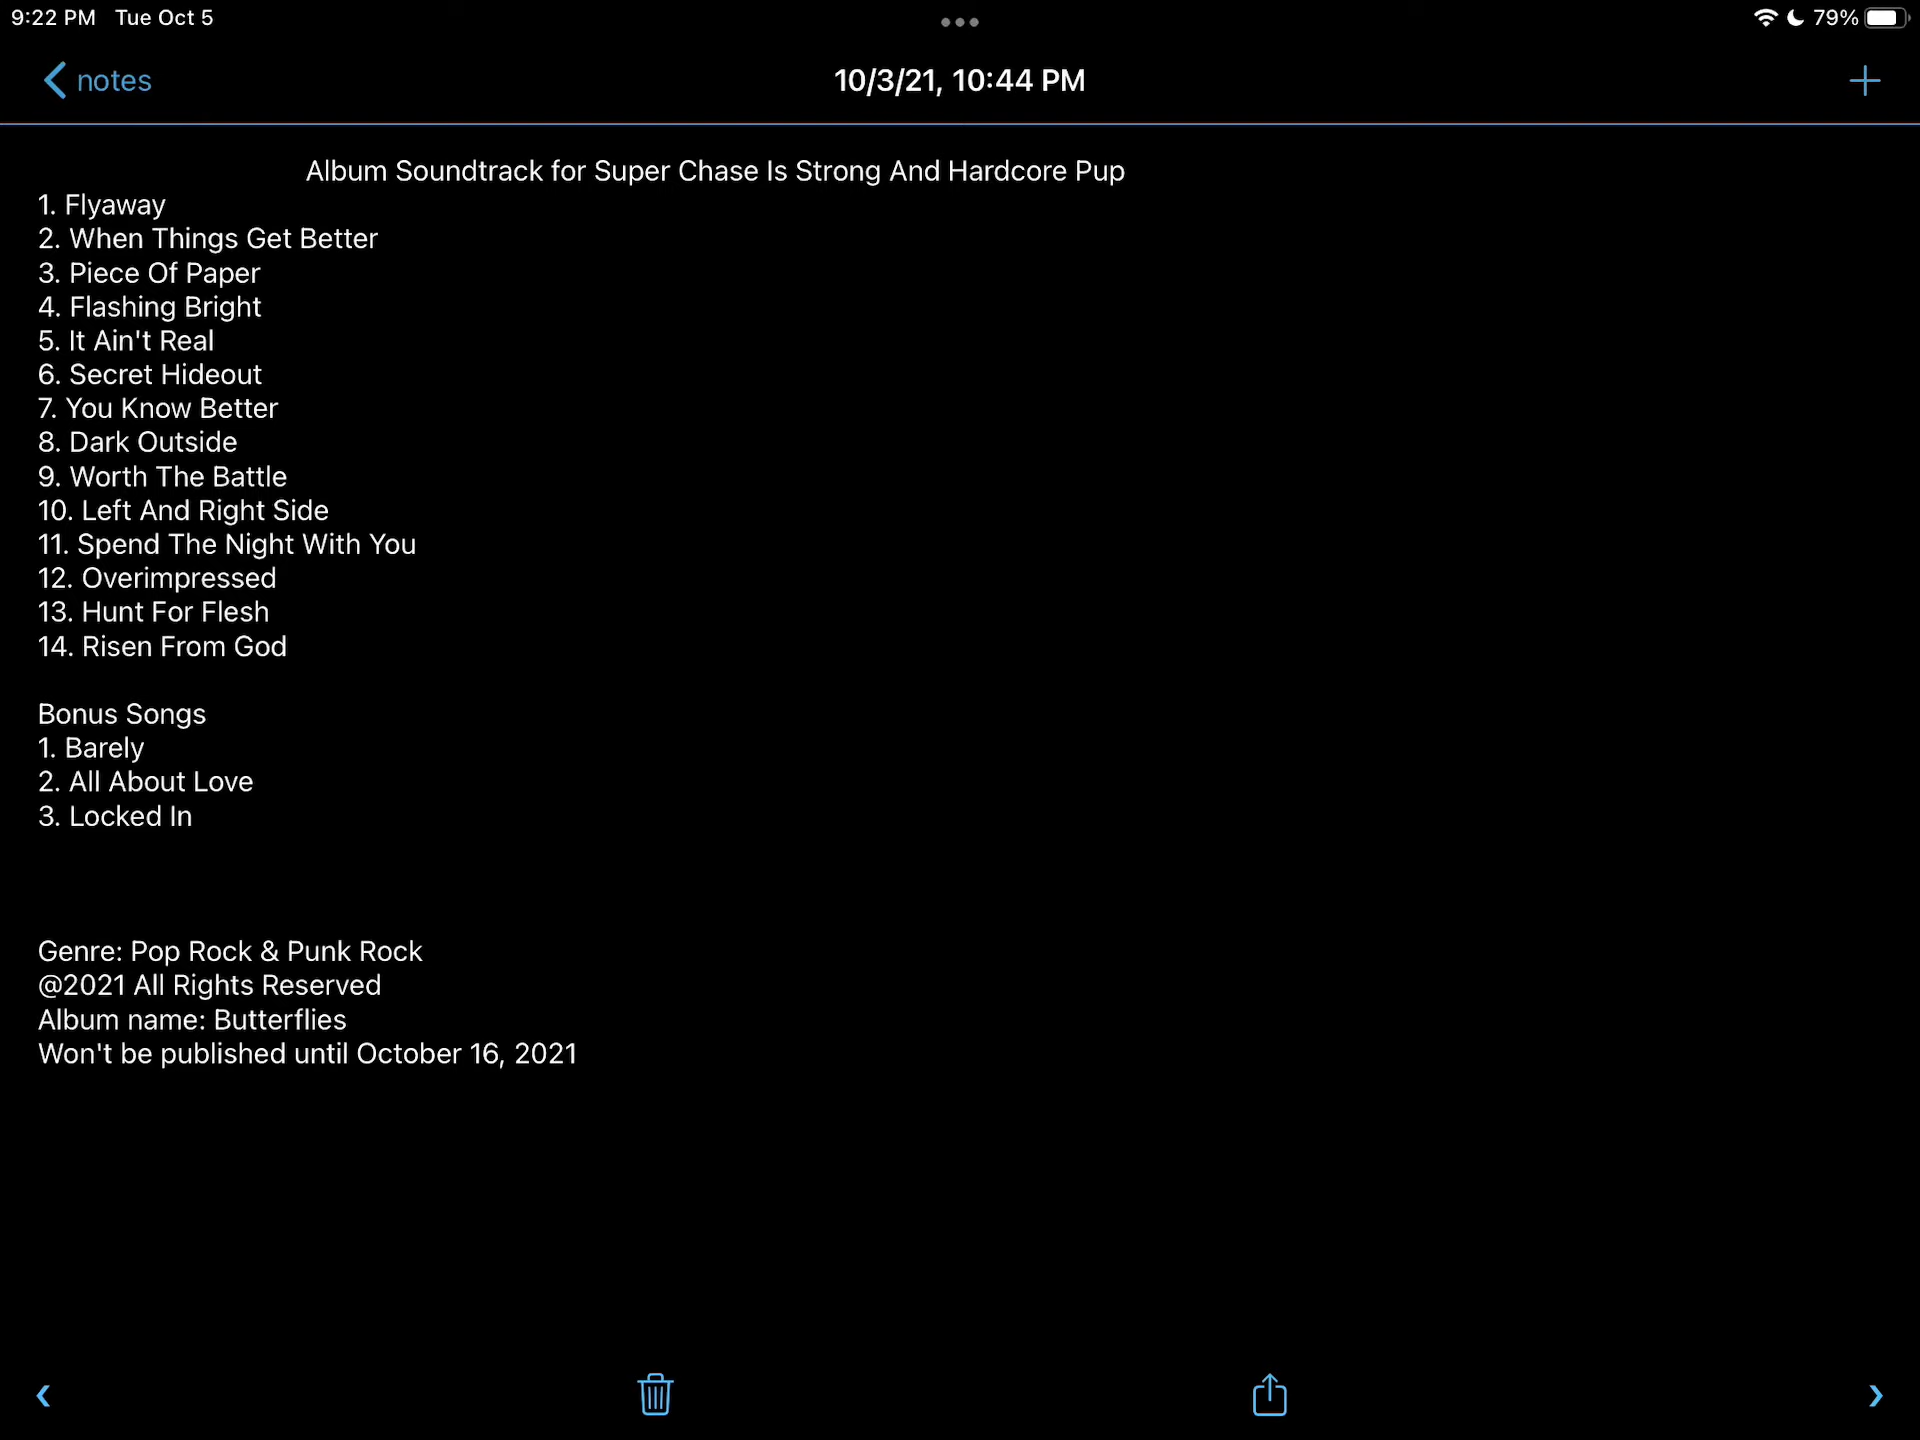 9:22 PM Tue Oct 5
79%
notes
10/3/21, 10:44 PM
Album Soundtrack for Super Chase Is Strong And Hardcore Pup
1. Flyaway
2. When Things Get Better
3. Piece Of Paper
4. Flashing Bright
5. It Ain't Real
6. Secret Hideout
7. You Know Better
8. Dark Outside
9. Worth The Battle
10. Left And Right Side
11. Spend The Night With You
12. Overimpressed
13. Hunt For Flesh
14. Risen From God
Bonus Songs
1. Barely
2. All About Love
3. Locked In
Genre: Pop Rock & Punk Rock
@2021 All Rights Reserved
Album name: Butterflies
Won't be published until October 16, 2021